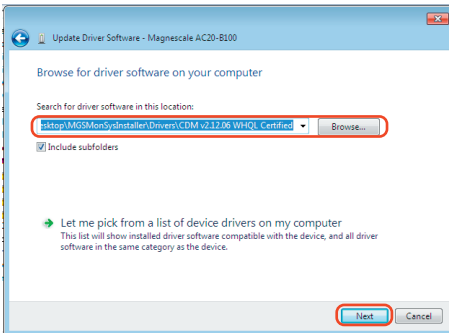 Update Driver Software - Magnescale AC20-B100
Browse for driver software on your computer
Search for driver software in this location:
sktop\MGSMonSysInstaller\Drivers\CDM v2.12.06 WHQL Certified
Browse...
Include subfolders
Let me pick from a list of device drivers on my computer
This list will show installed driver software compatible with the device, and all driver
software in the same category as the device.
Next
Cancel